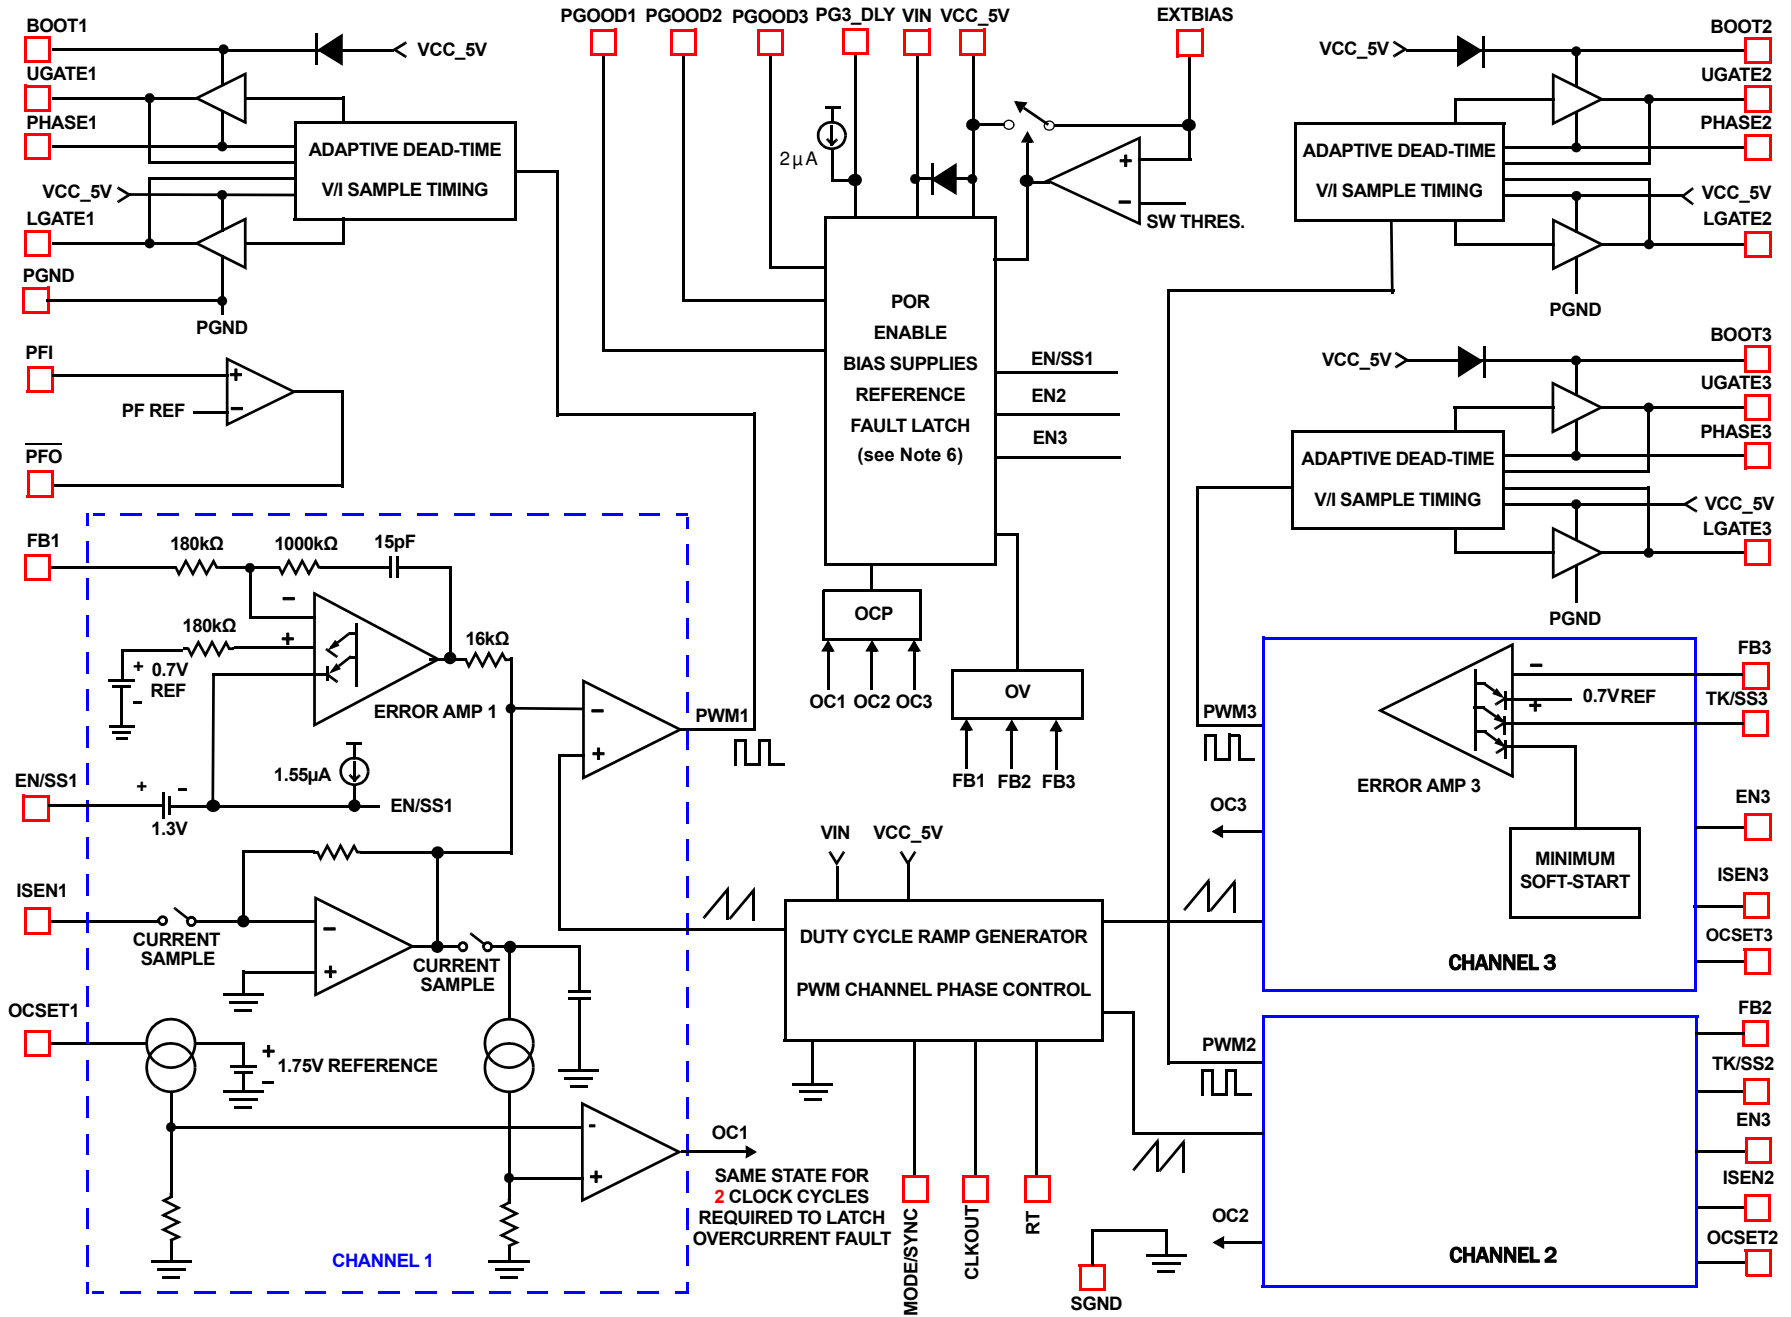 BOOT1
VCC_5V
UGATE1
PHASE1
ADAPTIVE DEAD-TIME
V/I SAMPLE TIMING
VCC_5V
LGATE1
PGND
PGND
PFI
PF REF
+
−
PFO
PGOOD1
PGOOD2
PGOOD3
PG3_DLY
VIN
VCC_5V
EXTBIAS
2µA
+
−
SW THRES.
POR
ENABLE
BIAS SUPPLIES
REFERENCE
FAULT LATCH
(see Note 6)
EN/SS1
EN2
EN3
OCP
OC1
OC2
OC3
OV
FB1
FB2
FB3
BOOT2
VCC_5V
UGATE2
PHASE2
ADAPTIVE DEAD-TIME
V/I SAMPLE TIMING
VCC_5V
LGATE2
PGND
BOOT3
VCC_5V
UGATE3
PHASE3
ADAPTIVE DEAD-TIME
V/I SAMPLE TIMING
VCC_5V
LGATE3
PGND
FB1
180kΩ
1000kΩ
15pF
−
180kΩ
+
16kΩ
+
0.7V
REF
−
ERROR AMP 1
−
+
PWM1
1.55µA
EN/SS1
+
−
1.3V
EN/SS1
ISEN1
CURRENT
SAMPLE
−
+
CURRENT
SAMPLE
OCSET1
+
1.75V REFERENCE
−
-
+
OC1
SAME STATE FOR
2 CLOCK CYCLES
REQUIRED TO LATCH
OVERCURRENT FAULT
CHANNEL 1
VIN
VCC_5V
DUTY CYCLE RAMP GENERATOR
PWM CHANNEL PHASE CONTROL
MODE/SYNC
CLKOUT
RT
SGND
PWM3
OC3
−
0.7V REF
+
ERROR AMP 3
MINIMUM
SOFT-START
CHANNEL 3
FB3
TK/SS3
EN3
ISEN3
OCSET3
PWM2
OC2
CHANNEL 2
FB2
TK/SS2
EN3
ISEN2
OCSET2